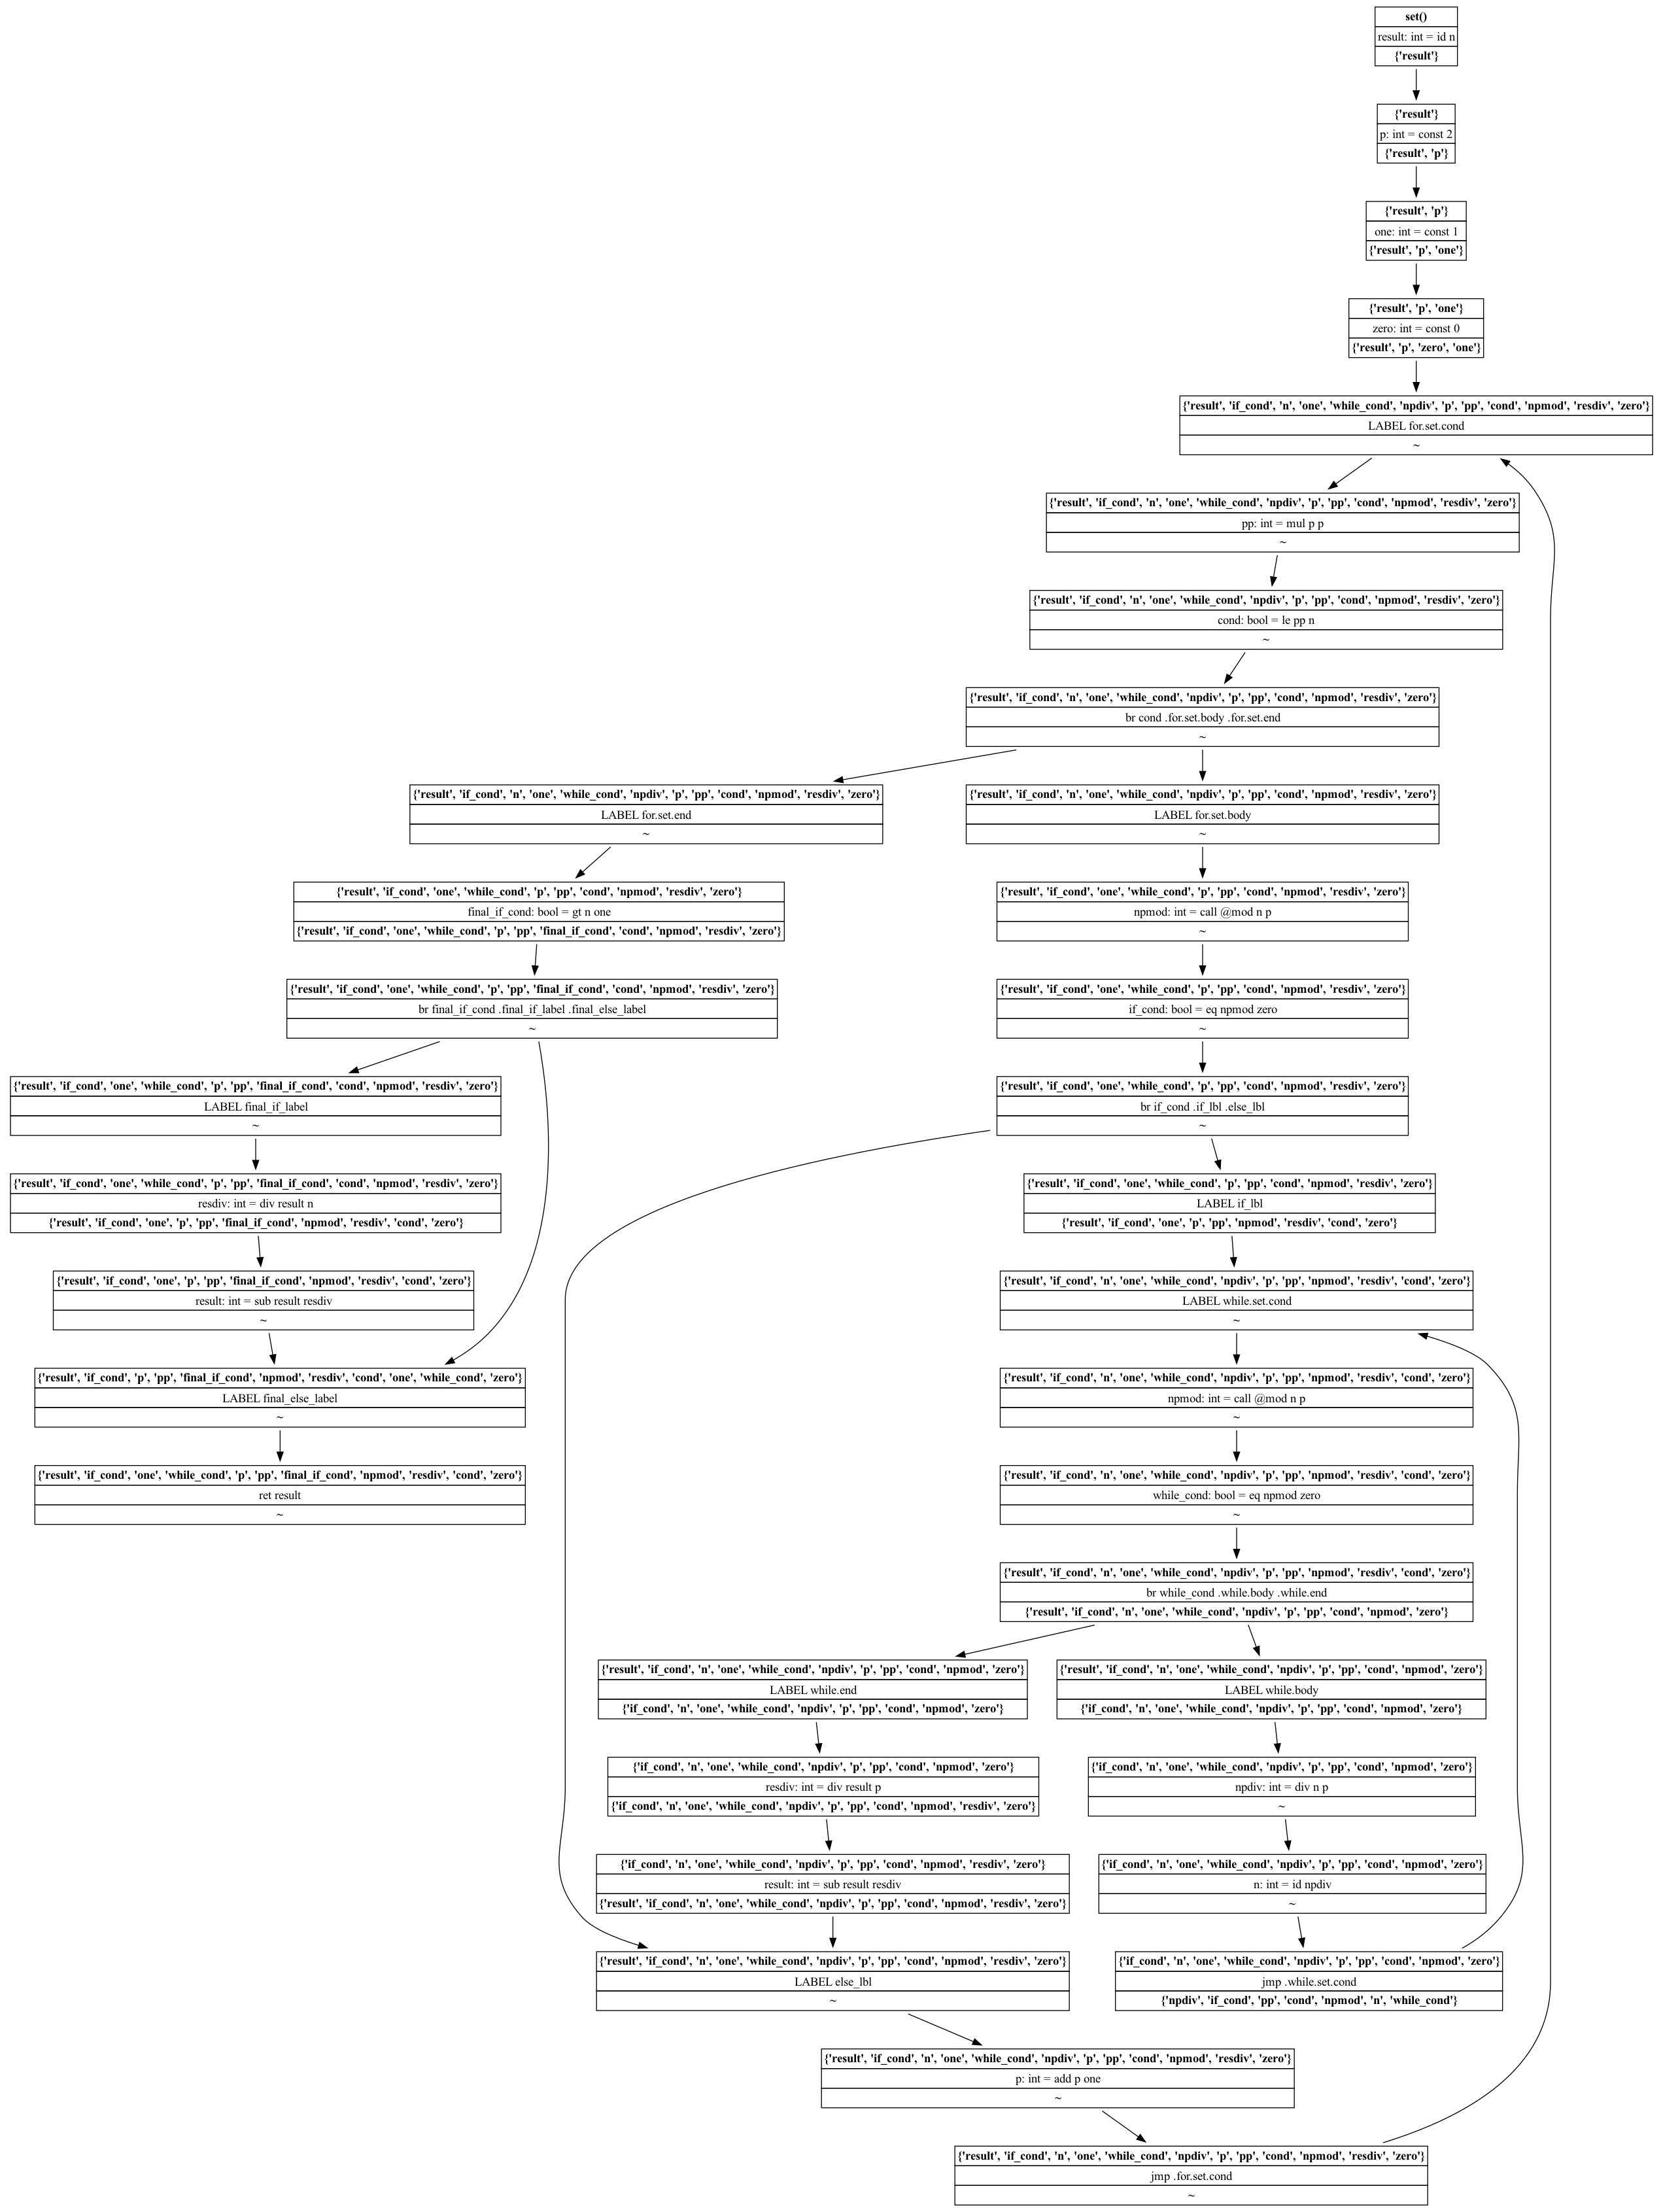 set()
result: int = id n
{'result'}
{'result'}
p: int = const 2
{'result', 'p'}
{'result', 'p'}
one: int = const 1
{'result', 'p', 'one'}
{'result', 'p', 'one'}
zero: int = const 0
{'result', 'p', 'zero', 'one'}
{'result', 'if_cond', 'n', 'one', 'while_cond', 'npdiv', 'p', 'pp', 'cond', 'npmod', 'resdiv', 'zero'}
LABEL for.set.cond
~
{'result', 'if_cond', 'n', 'one', 'while_cond', 'npdiv', 'p', 'pp', 'cond', 'npmod', 'resdiv', 'zero'}
pp: int = mul p p
~
{'result', 'if_cond', 'n', 'one', 'while_cond', 'npdiv', 'p', 'pp', 'cond', 'npmod', 'resdiv', 'zero'}
cond: bool = le pp n
~
{'result', 'if_cond', 'n', 'one', 'while_cond', 'npdiv', 'p', 'pp', 'cond', 'npmod', 'resdiv', 'zero'}
br cond .for.set.body .for.set.end
~
{'result', 'if_cond', 'n', 'one', 'while_cond', 'npdiv', 'p', 'pp', 'cond', 'npmod', 'resdiv', 'zero'}
LABEL for.set.end
~
{'result', 'if_cond', 'n', 'one', 'while_cond', 'npdiv', 'p', 'pp', 'cond', 'npmod', 'resdiv', 'zero'}
LABEL for.set.body
~
{'result', 'if_cond', 'one', 'while_cond', 'p', 'pp', 'cond', 'npmod', 'resdiv', 'zero'}
final_if_cond: bool = gt n one
{'result', 'if_cond', 'one', 'while_cond', 'p', 'pp', 'final_if_cond', 'cond', 'npmod', 'resdiv', 'zero'}
{'result', 'if_cond', 'one', 'while_cond', 'p', 'pp', 'cond', 'npmod', 'resdiv', 'zero'}
npmod: int = call @mod n p
~
{'result', 'if_cond', 'one', 'while_cond', 'p', 'pp', 'final_if_cond', 'cond', 'npmod', 'resdiv', 'zero'}
br final_if_cond .final_if_label .final_else_label
~
{'result', 'if_cond', 'one', 'while_cond', 'p', 'pp', 'cond', 'npmod', 'resdiv', 'zero'}
if_cond: bool = eq npmod zero
~
{'result', 'if_cond', 'one', 'while_cond', 'p', 'pp', 'final_if_cond', 'cond', 'npmod', 'resdiv', 'zero'}
LABEL final_if_label
~
{'result', 'if_cond', 'one', 'while_cond', 'p', 'pp', 'cond', 'npmod', 'resdiv', 'zero'}
br if_cond .if_lbl .else_lbl
~
{'result', 'if_cond', 'one', 'while_cond', 'p', 'pp', 'final_if_cond', 'cond', 'npmod', 'resdiv', 'zero'}
resdiv: int = div result n
{'result', 'if_cond', 'one', 'p', 'pp', 'final_if_cond', 'npmod', 'resdiv', 'cond', 'zero'}
{'result', 'if_cond', 'one', 'while_cond', 'p', 'pp', 'cond', 'npmod', 'resdiv', 'zero'}
LABEL if_lbl
{'result', 'if_cond', 'one', 'p', 'pp', 'npmod', 'resdiv', 'cond', 'zero'}
{'result', 'if_cond', 'one', 'p', 'pp', 'final_if_cond', 'npmod', 'resdiv', 'cond', 'zero'}
result: int = sub result resdiv
~
{'result', 'if_cond', 'n', 'one', 'while_cond', 'npdiv', 'p', 'pp', 'npmod', 'resdiv', 'cond', 'zero'}
LABEL while.set.cond
~
{'result', 'if_cond', 'p', 'pp', 'final_if_cond', 'npmod', 'resdiv', 'cond', 'one', 'while_cond', 'zero'}
LABEL final_else_label
~
{'result', 'if_cond', 'n', 'one', 'while_cond', 'npdiv', 'p', 'pp', 'npmod', 'resdiv', 'cond', 'zero'}
npmod: int = call @mod n p
~
{'result', 'if_cond', 'one', 'while_cond', 'p', 'pp', 'final_if_cond', 'npmod', 'resdiv', 'cond', 'zero'}
ret result
~
{'result', 'if_cond', 'n', 'one', 'while_cond', 'npdiv', 'p', 'pp', 'npmod', 'resdiv', 'cond', 'zero'}
while_cond: bool = eq npmod zero
~
{'result', 'if_cond', 'n', 'one', 'while_cond', 'npdiv', 'p', 'pp', 'npmod', 'resdiv', 'cond', 'zero'}
br while_cond .while.body .while.end
{'result', 'if_cond', 'n', 'one', 'while_cond', 'npdiv', 'p', 'pp', 'cond', 'npmod', 'zero'}
{'result', 'if_cond', 'n', 'one', 'while_cond', 'npdiv', 'p', 'pp', 'cond', 'npmod', 'zero'}
LABEL while.end
{'if_cond', 'n', 'one', 'while_cond', 'npdiv', 'p', 'pp', 'cond', 'npmod', 'zero'}
{'result', 'if_cond', 'n', 'one', 'while_cond', 'npdiv', 'p', 'pp', 'cond', 'npmod', 'zero'}
LABEL while.body
{'if_cond', 'n', 'one', 'while_cond', 'npdiv', 'p', 'pp', 'cond', 'npmod', 'zero'}
{'if_cond', 'n', 'one', 'while_cond', 'npdiv', 'p', 'pp', 'cond', 'npmod', 'zero'}
resdiv: int = div result p
{'if_cond', 'n', 'one', 'while_cond', 'npdiv', 'p', 'pp', 'cond', 'npmod', 'resdiv', 'zero'}
{'if_cond', 'n', 'one', 'while_cond', 'npdiv', 'p', 'pp', 'cond', 'npmod', 'zero'}
npdiv: int = div n p
~
{'if_cond', 'n', 'one', 'while_cond', 'npdiv', 'p', 'pp', 'cond', 'npmod', 'resdiv', 'zero'}
result: int = sub result resdiv
{'result', 'if_cond', 'n', 'one', 'while_cond', 'npdiv', 'p', 'pp', 'cond', 'npmod', 'resdiv', 'zero'}
{'if_cond', 'n', 'one', 'while_cond', 'npdiv', 'p', 'pp', 'cond', 'npmod', 'zero'}
n: int = id npdiv
~
{'result', 'if_cond', 'n', 'one', 'while_cond', 'npdiv', 'p', 'pp', 'cond', 'npmod', 'resdiv', 'zero'}
LABEL else_lbl
~
{'if_cond', 'n', 'one', 'while_cond', 'npdiv', 'p', 'pp', 'cond', 'npmod', 'zero'}
jmp .while.set.cond
{'npdiv', 'if_cond', 'pp', 'cond', 'npmod', 'n', 'while_cond'}
{'result', 'if_cond', 'n', 'one', 'while_cond', 'npdiv', 'p', 'pp', 'cond', 'npmod', 'resdiv', 'zero'}
p: int = add p one
~
{'result', 'if_cond', 'n', 'one', 'while_cond', 'npdiv', 'p', 'pp', 'cond', 'npmod', 'resdiv', 'zero'}
jmp .for.set.cond
~